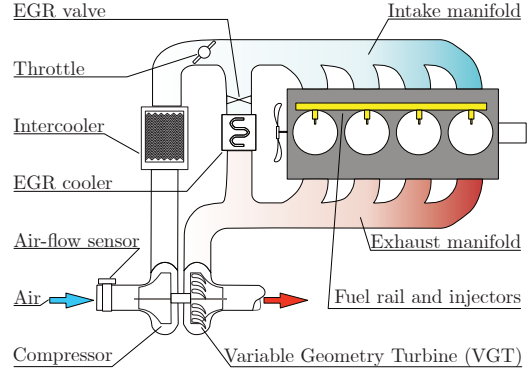 EGR valve
Intake manifold
Throttle
Intercooler
EGR cooler
Air-flow sensor
Exhaust manifold
Air
Fuel rail and injectors
Compressor
Variable Geometry Turbine (VGT)